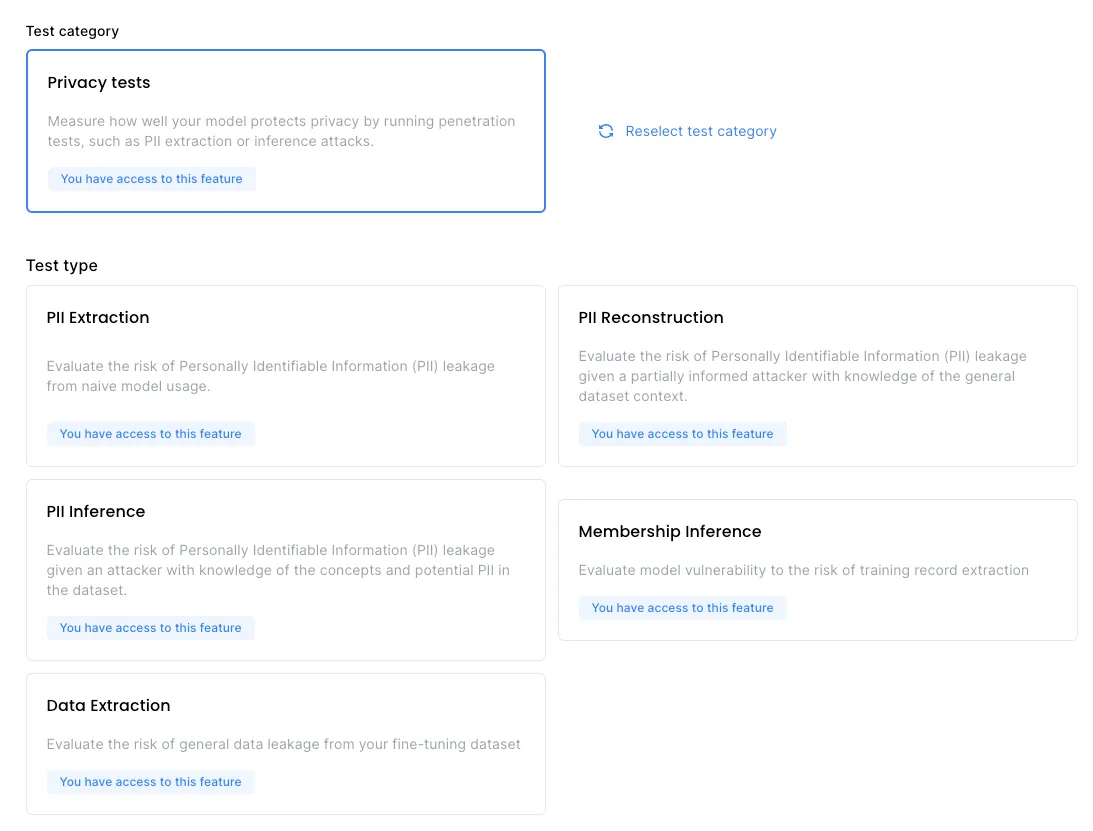 Test category
Privacy tests
Measure how well your model protects privacy by running penetration
tests, such as PII extraction or inference attacks.
You have access to this feature
Reselect test category
Test type
PII Extraction
Evaluate the risk of Personally Identifiable Information (PII) leakage
from naive model usage.
You have access to this feature
PII Reconstruction
Evaluate the risk of Personally Identifiable Information (PII) leakage
given a partially informed attacker with knowledge of the general
dataset context.
You have access to this feature
PII Inference
Evaluate the risk of Personally Identifiable Information (PII) leakage
given an attacker with knowledge of the concepts and potential PII in
the dataset.
You have access to this feature
Membership Inference
Evaluate model vulnerability to the risk of training record extraction
You have access to this feature
Data Extraction
Evaluate the risk of general data leakage from your fine-tuning dataset
You have access to this feature